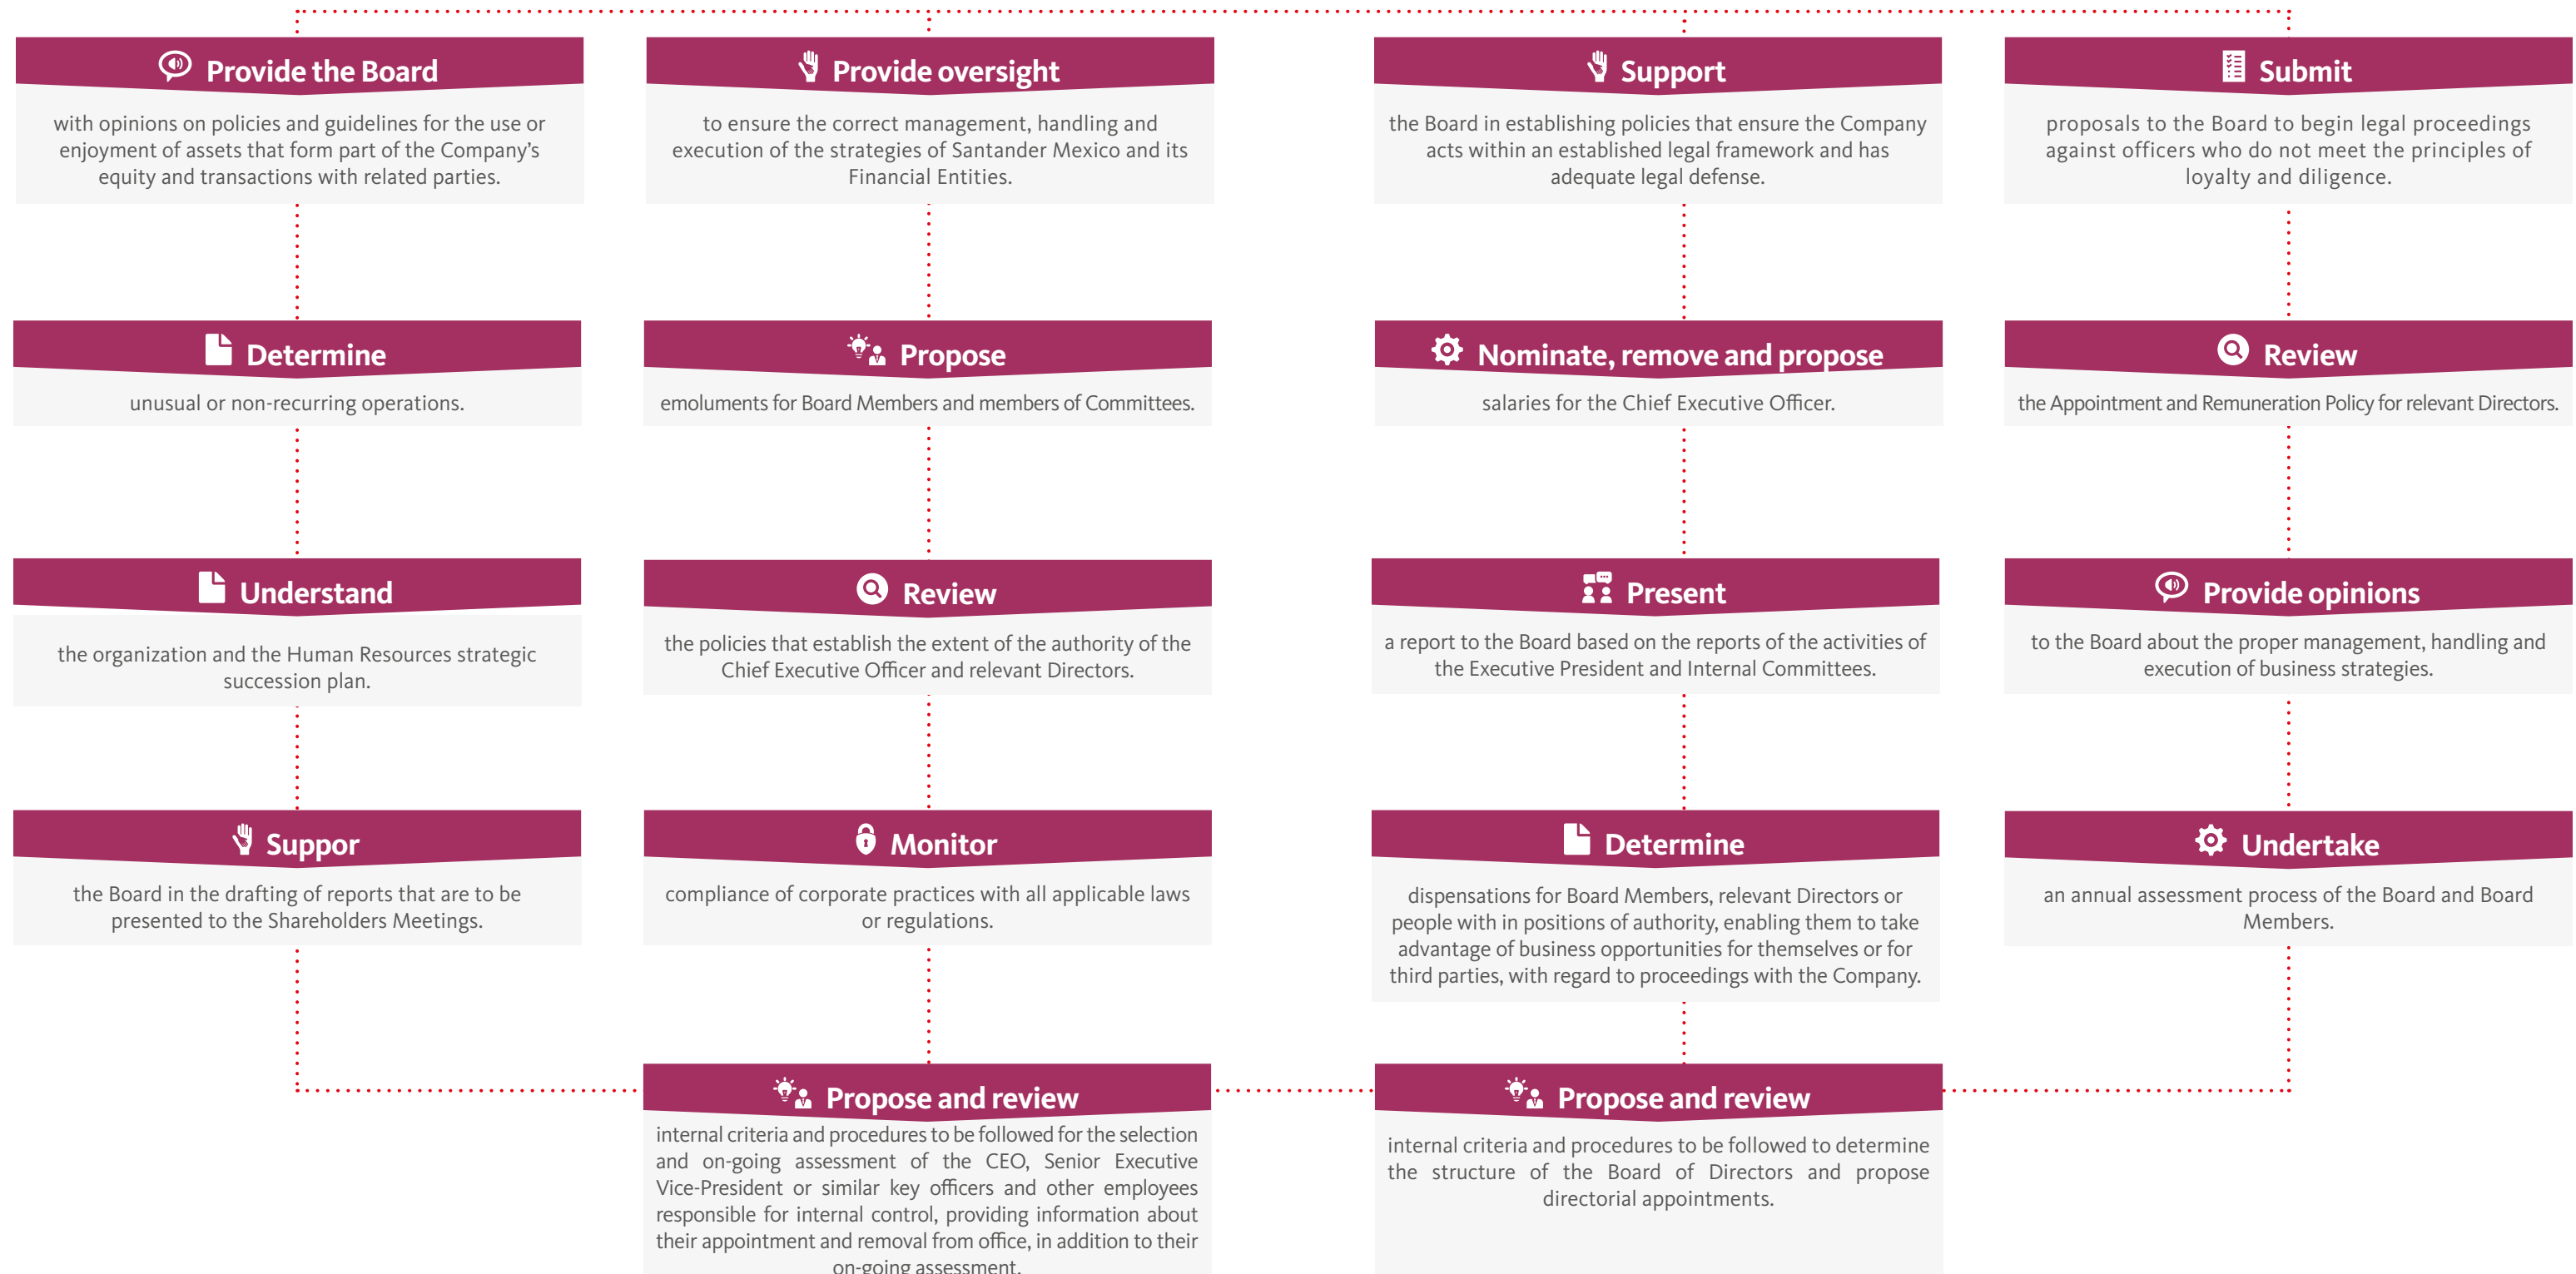 Provide the Board
with opinions on policies and guidelines for the use or
enjoyment of assets that form part of the Company's
equity and transactions with related parties.
Provide oversight
to ensure the correct management, handling and
execution of the strategies of Santander Mexico and its
Financial Entities.
Support
the Board in establishing policies that ensure the Company
acts within an established legal framework and has
adequate legal defense.
Submit
proposals to the Board to begin legal proceedings
against officers who do not meet the principles of
loyalty and diligence.
Determine
unusual or non-recurring operations.
Propose
emoluments for Board Members and members of Committees.
Nominate, remove and propose
salaries for the Chief Executive Officer.
Review
the Appointment and Remuneration Policy for relevant Directors.
Understand
the organization and the Human Resources strategic
succession plan.
Review
the policies that establish the extent of the authority of the
Chief Executive Officer and relevant Directors.
Present
a report to the Board based on the reports of the activities of
the Executive President and Internal Committees.
Provide opinions
to the Board about the proper management, handling and
execution of business strategies.
Suppor
the Board in the drafting of reports that are to be
presented to the Shareholders Meetings.
Monitor
compliance of corporate practices with all applicable laws
or regulations.
Determine
dispensations for Board Members, relevant Directors or
people with in positions of authority, enabling them to take
advantage of business opportunities for themselves or for
third parties, with regard to proceedings with the Company.
Undertake
an annual assessment process of the Board and Board
Members.
Propose and review
internal criteria and procedures to be followed for the selection
and on-going assessment of the CEO, Senior Executive
Vice-President or similar key officers and other employees
responsible for internal control, providing information about
their appointment and removal from office, in addition to their
on-going assessment.
Propose and review
internal criteria and procedures to be followed to determine
the structure of the Board of Directors and propose
directorial appointments.